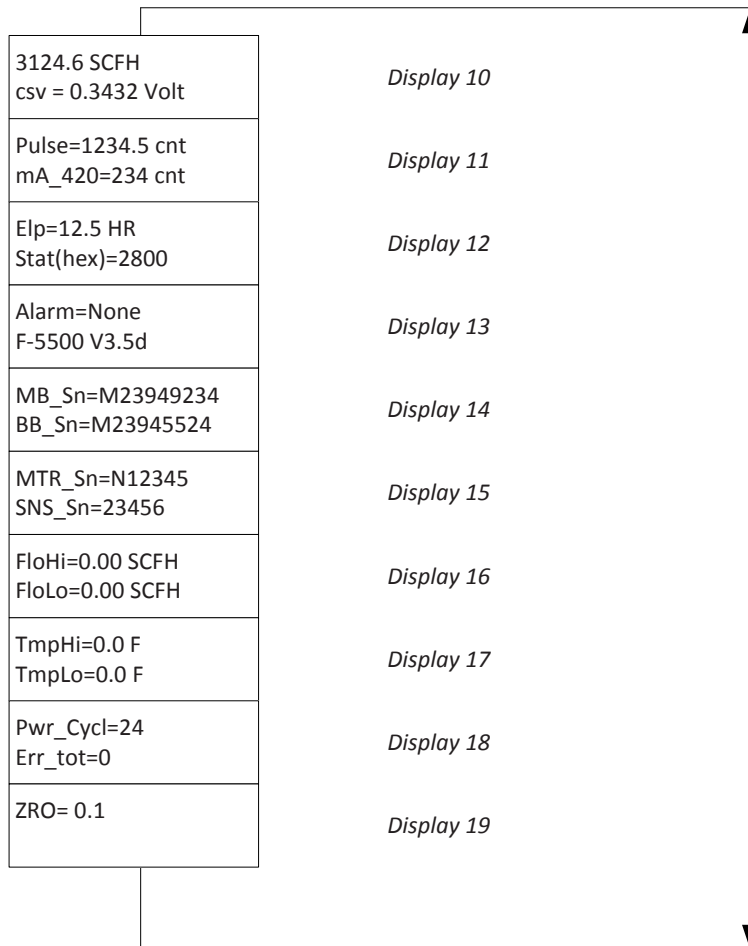 3124.6 SCFH
csv = 0.3432 Volt
Display 10
Pulse=1234.5 cnt
mA_420=234 cnt
Display 11
Elp=12.5 HR
Stat(hex)=2800
Display 12
Alarm=None
F-5500 V3.5d
Display 13
MB_Sn=M23949234
BB_Sn=M23945524
Display 14
MTR_Sn=N12345
SNS_Sn=23456
Display 15
FloHi=0.00 SCFH
FloLo=0.00 SCFH
Display 16
TmpHi=0.0 F
TmpLo=0.0 F
Display 17
Pwr_Cycl=24
Err_tot=0
Display 18
ZRO= 0.1
Display 19